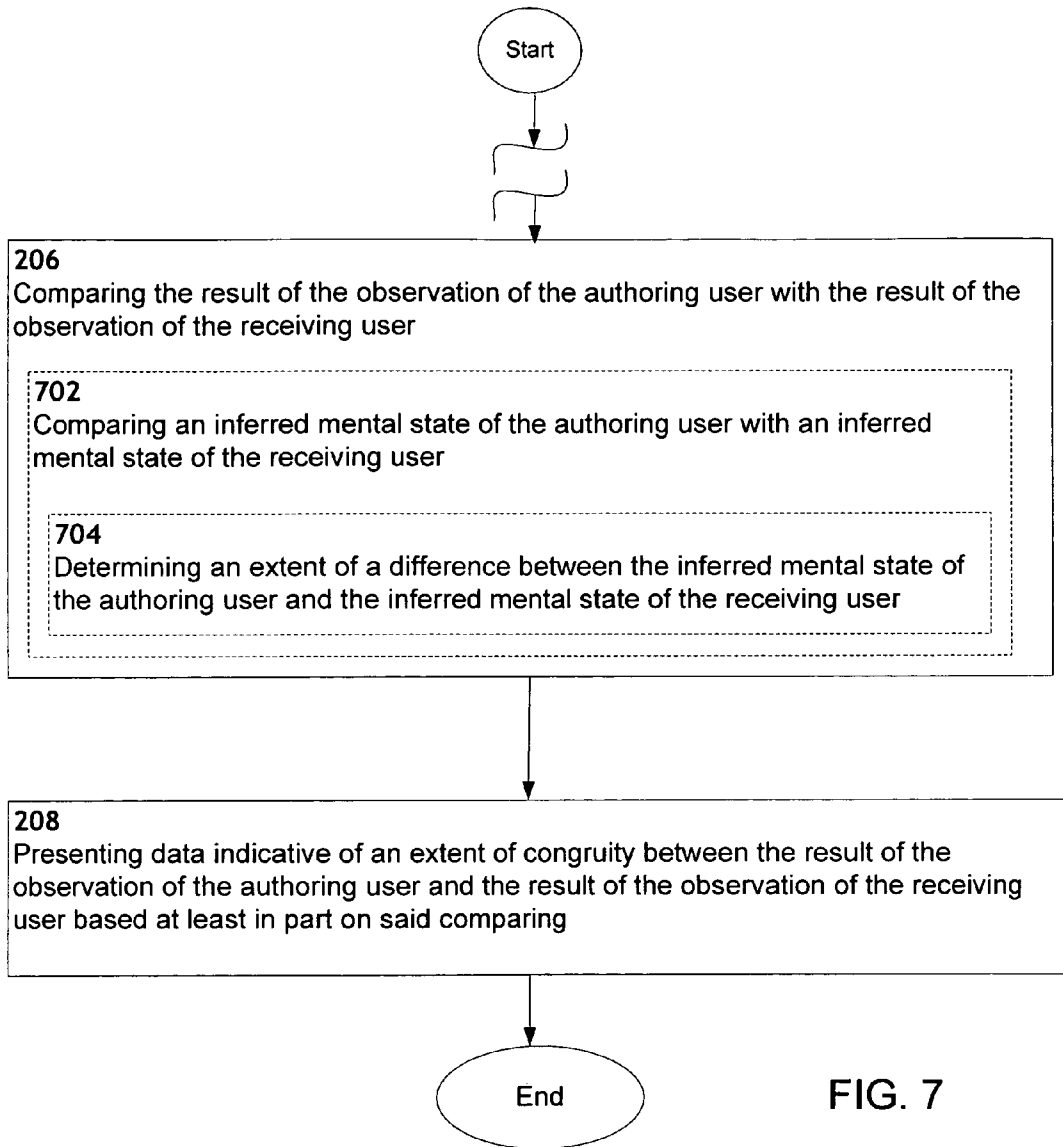 Start
206
Comparing the result of the observation of the authoring user with the result of the
observation of the receiving user
702
Comparing an inferred mental state of the authoring user with an inferred
mental state of the receiving user
704
Determining an extent of a difference between the inferred mental state of
the authoring user and the inferred mental state of the receiving user
208
Presenting data indicative of an extent of congruity between the result of the
observation of the authoring user and the result of the observation of the receiving
user based at least in part on said comparing
End
FIG. 7